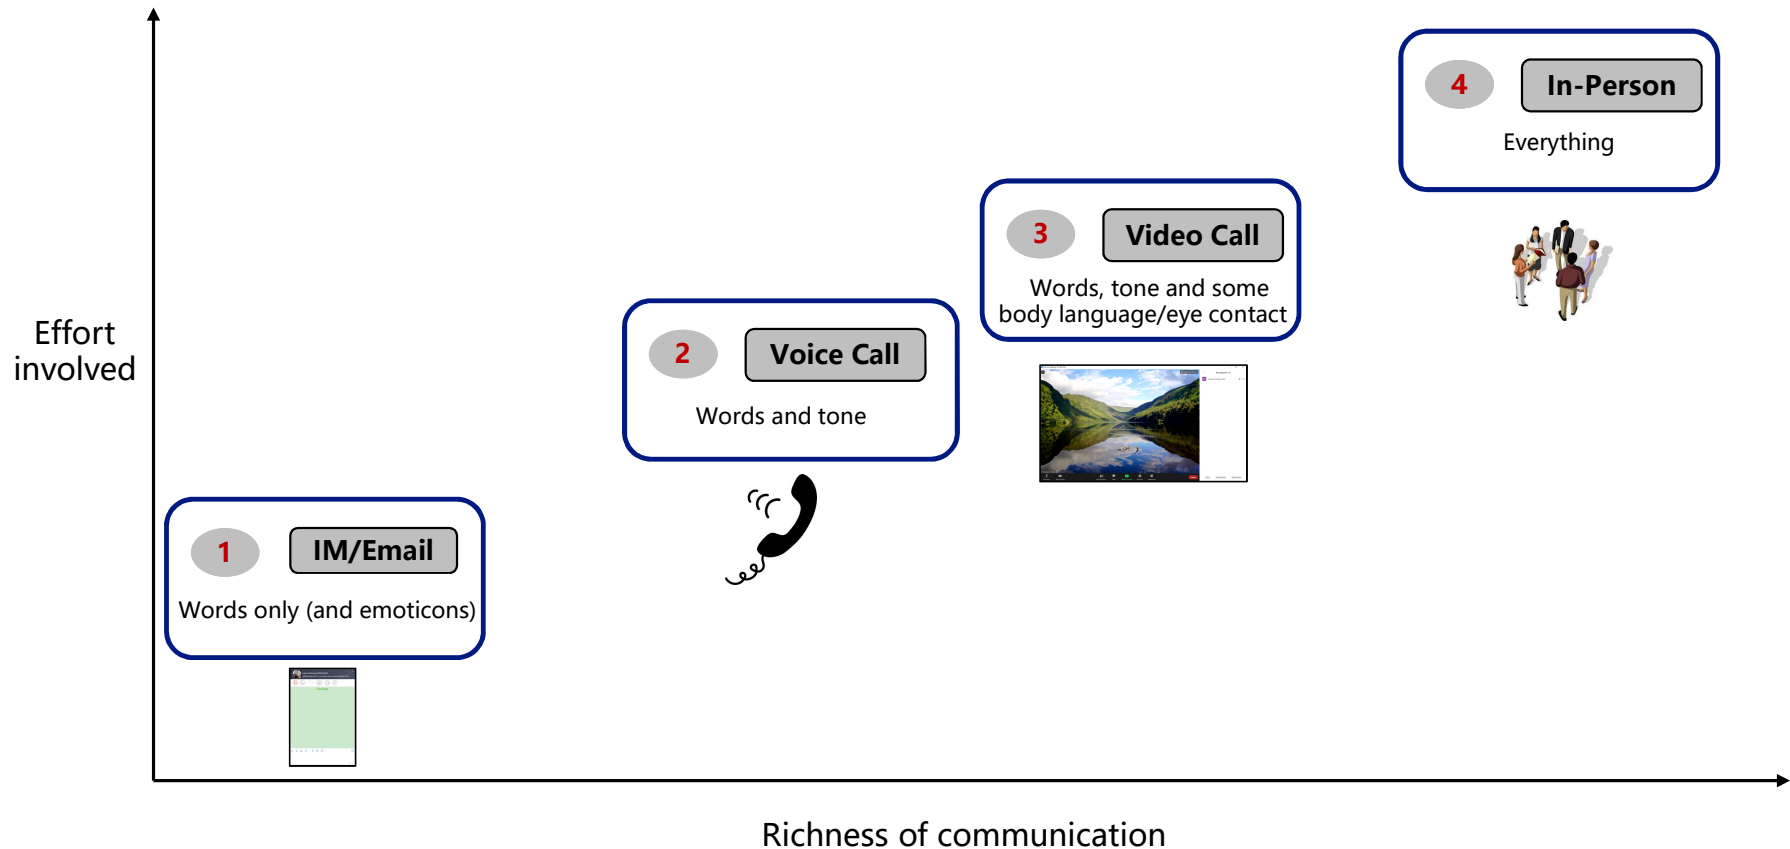 4
In-Person
Everything
3
Video Call
Words, tone and some
body language/eye contact
2
Voice Call
Words and tone
1
IM/Email
Words only (and emoticons)
Effort
involved
Richness of communication